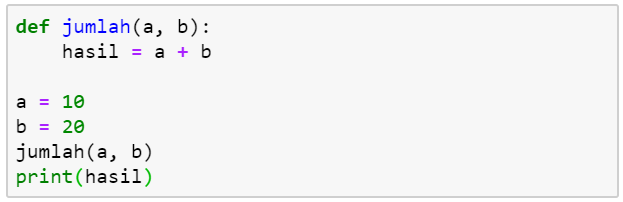 def jumlah(a, b):
    hasil = a + b

a = 10
b = 20
jumlah(a, b)
print(hasil)